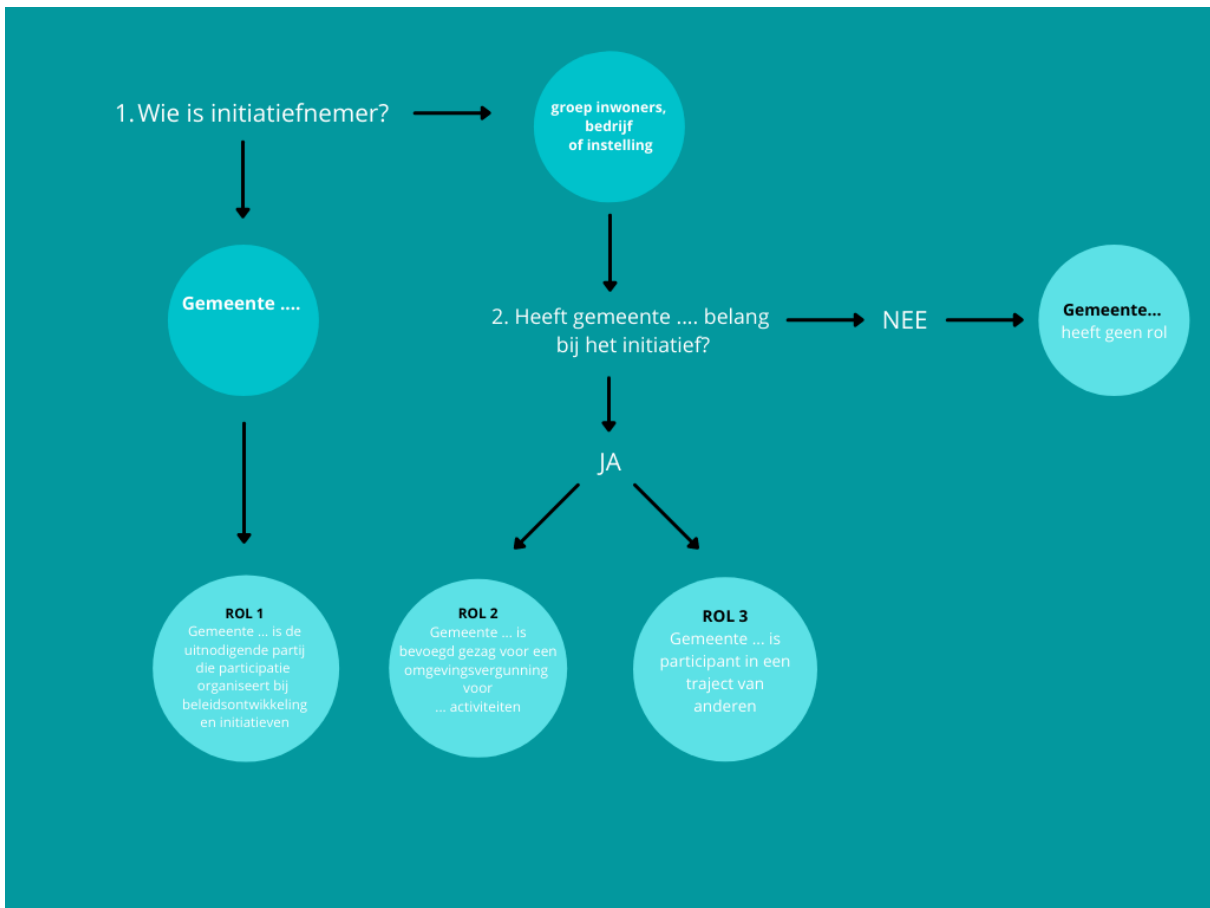 1. Wie is initiatiefnemer?
groep inwoners,
bedrijf
of instelling
Gemeente ....
2. Heeft gemeente .... belang
bij het initiatief?
NEE
Gemeente...
heeft geen rol
JA
ROL 1
Gemeente ... is de
uitnodigende partij
die participatie
organiseert bij
beleidsontwikkeling
en initiatieven
ROL 2
Gemeente ... is
bevoegd gezag voor een
omgevingsvergunning
voor
... activiteiten
ROL 3
Gemeente ... is
participant in een
traject van
anderen